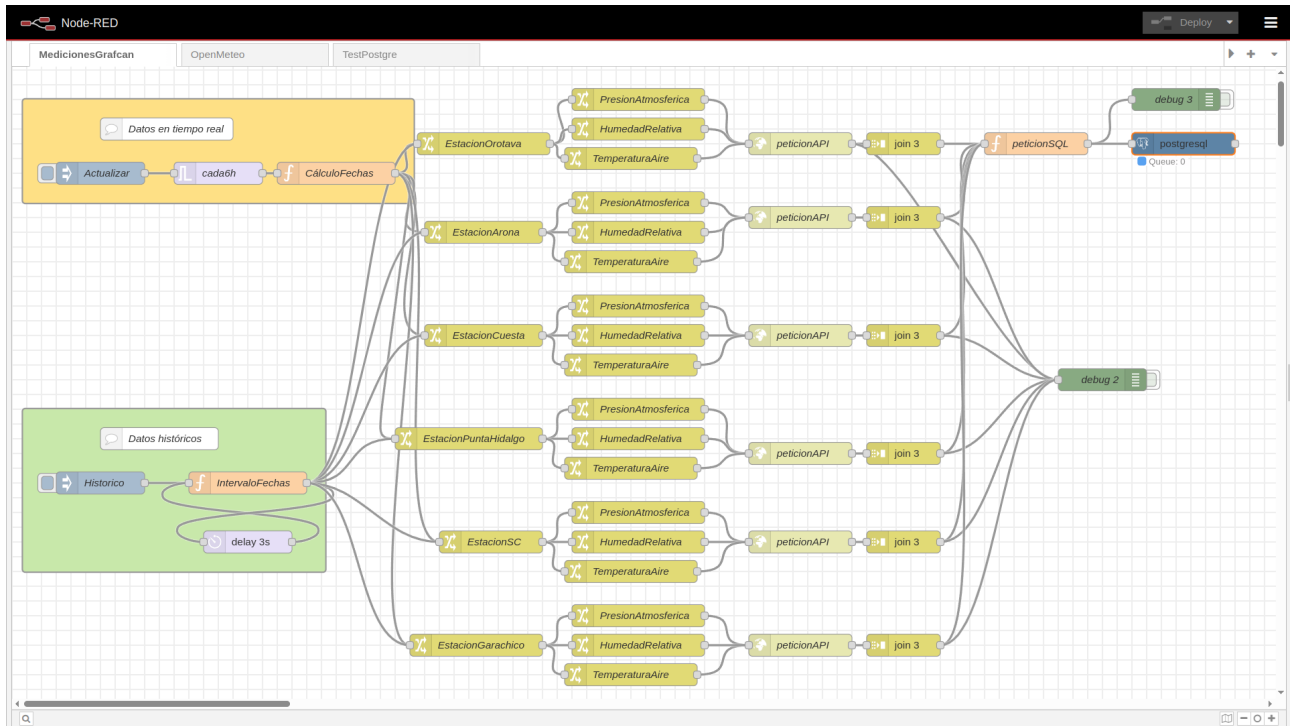 Node-RED
Deploy
MedicionesGrafcan
OpenMeteo
TestPostgre
Datos en tiempo real
Actualizar
cada6h
CálculoFechas
Datos históricos
Historico
IntervaloFechas
delay 3s
EstacionOrotava
PresionAtmosferica
HumedadRelativa
TemperaturaAire
peticionAPI
join 3
EstacionArona
PresionAtmosferica
HumedadRelativa
TemperaturaAire
peticionAPI
join 3
EstacionCuesta
PresionAtmosferica
HumedadRelativa
TemperaturaAire
peticionAPI
join 3
EstacionPuntaHidalgo
PresionAtmosferica
HumedadRelativa
TemperaturaAire
peticionAPI
join 3
EstacionSC
PresionAtmosferica
HumedadRelativa
TemperaturaAire
peticionAPI
join 3
EstacionGarachico
PresionAtmosferica
HumedadRelativa
TemperaturaAire
peticionAPI
join 3
peticionSQL
debug 3
postgresql
Queue: 0
debug 2